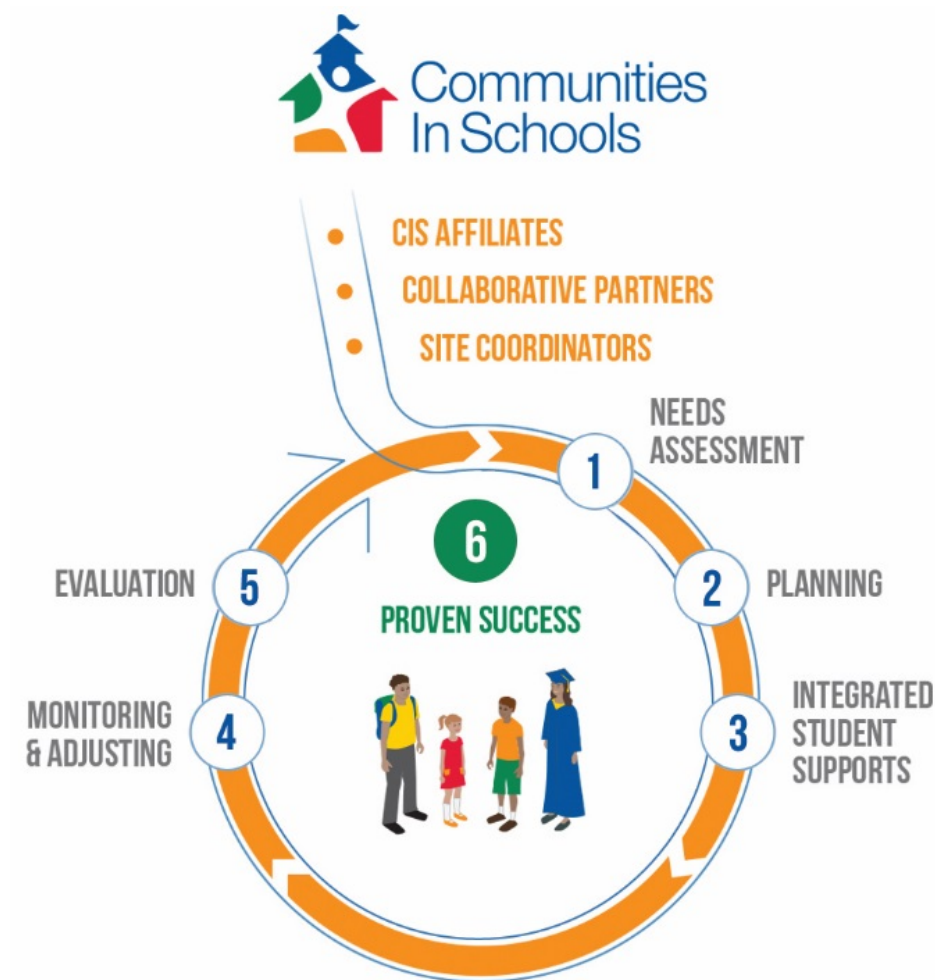 Communities
In Schools
CIS AFFILIATES
COLLABORATIVE PARTNERS
SITE COORDINATORS
NEEDS
ASSESSMENT
1
2
PLANNING
INTEGRATED
STUDENT
SUPPORTS
3
MONITORING
& ADJUSTING
4
EVALUATION
5
6
PROVEN SUCCESS